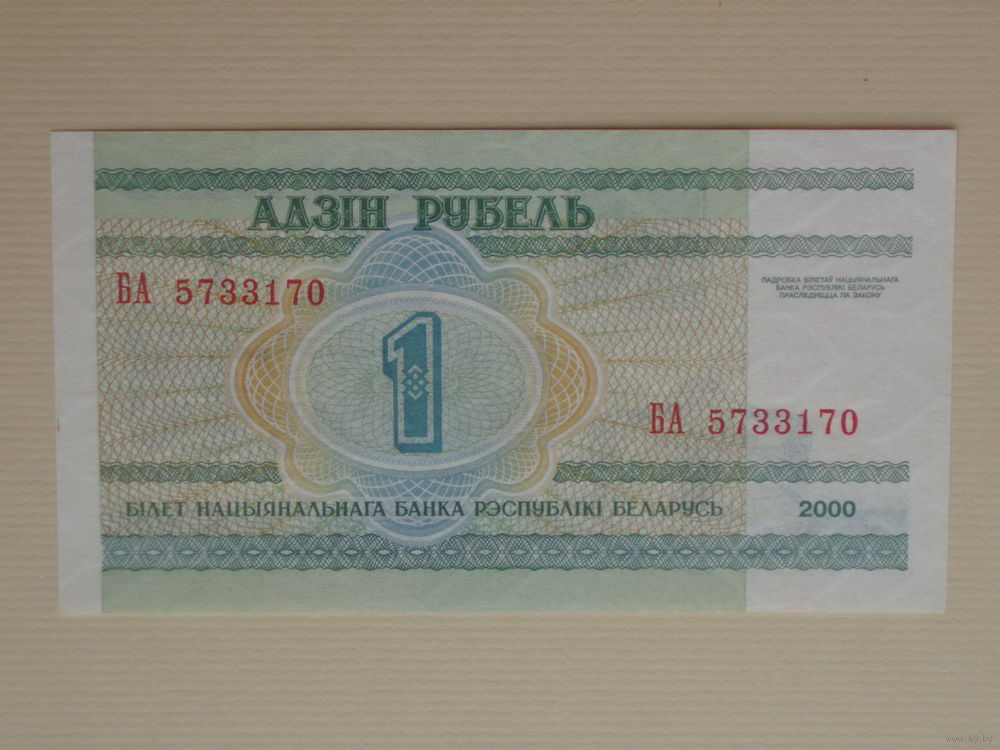 АДЗІН РУБЕЛЬ
БА 5733170
ПАДРОБКА БІЛЕТАЎ НАЦЫЯНАЛЬНАГА
БАНКА РЭСПУБЛІКІ БЕЛАРУСЬ
ПРАСЛЕДУЕЦЦА ПА ЗАКОНУ
1
БА 5733170
БІЛЕТ НАЦЫЯНАЛЬНАГА БАНКА РЭСПУБЛІКІ БЕЛАРУСЬ
2000
www.ay.by